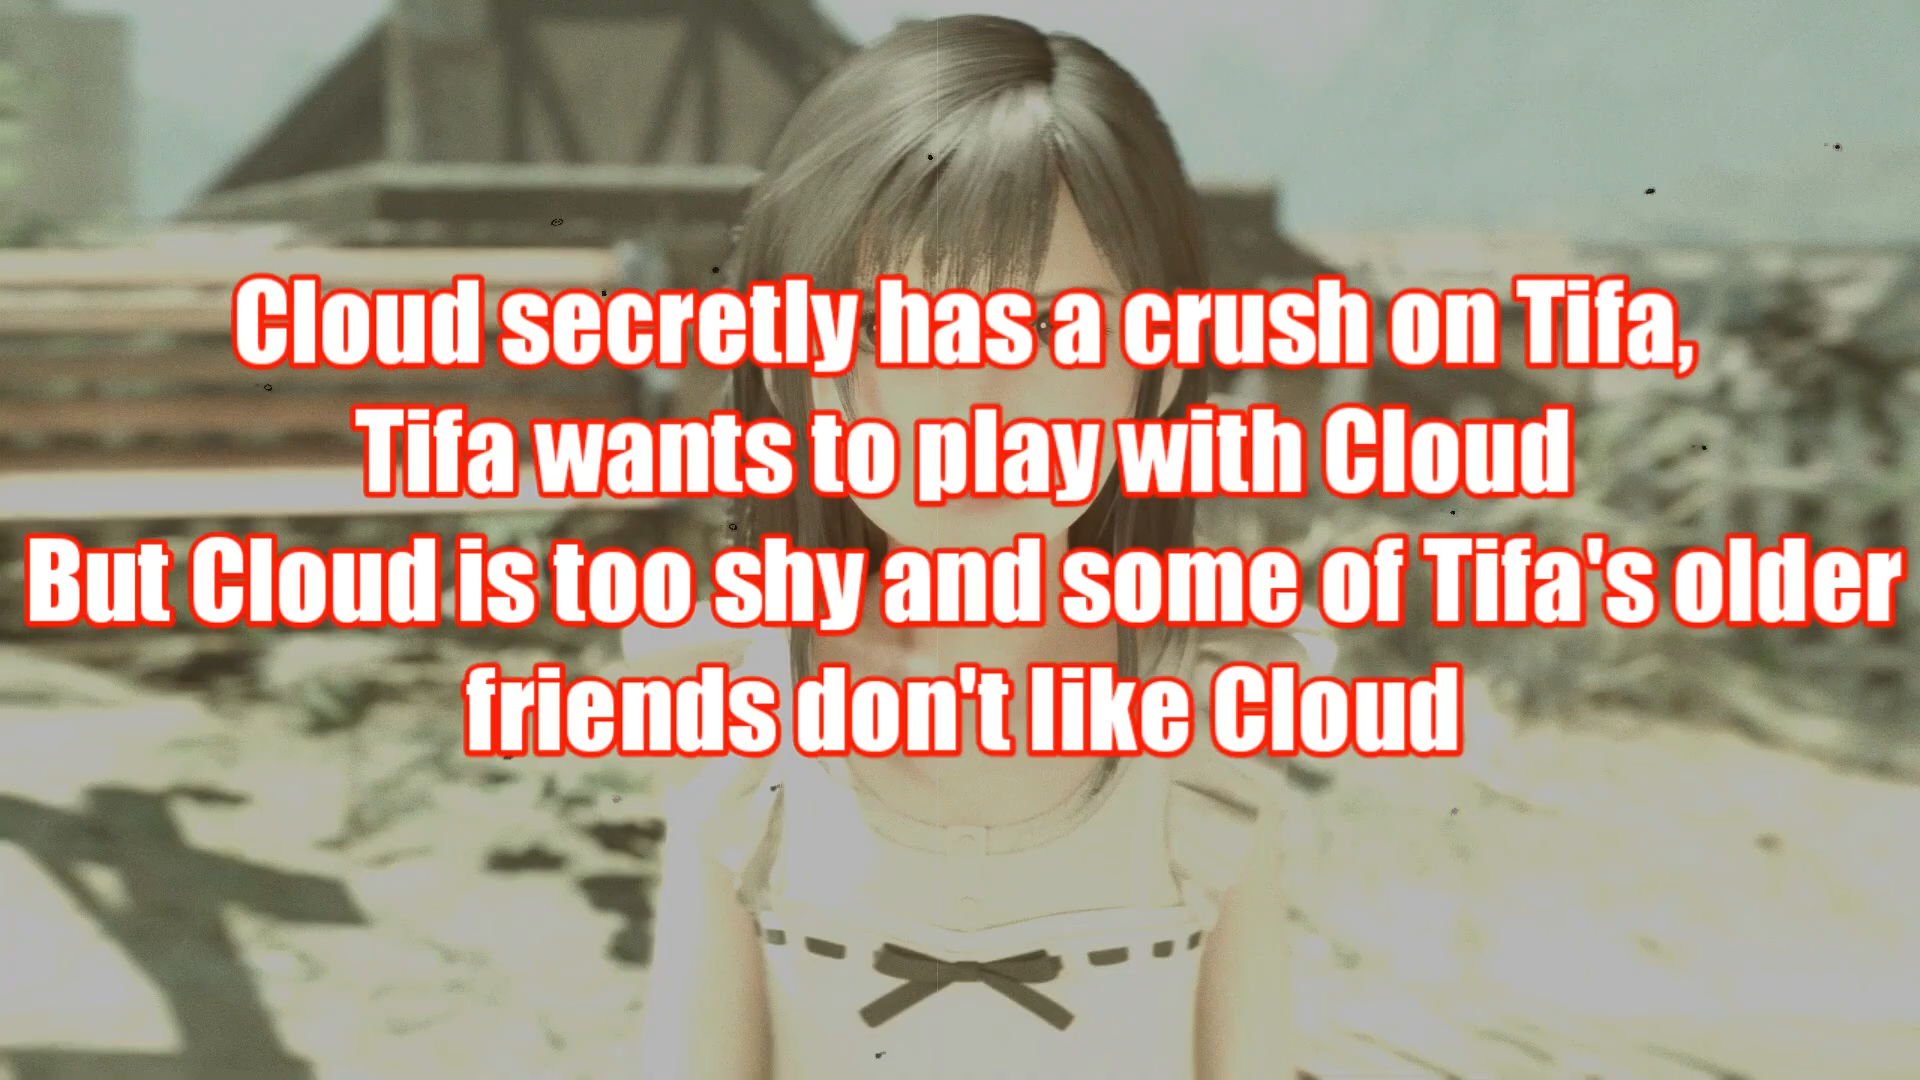 Cloud secretly has a crush on Tifa,
Tifa wants to play with Cloud
But Cloud is too shy and some of Tifa's older
friends don't like Cloud